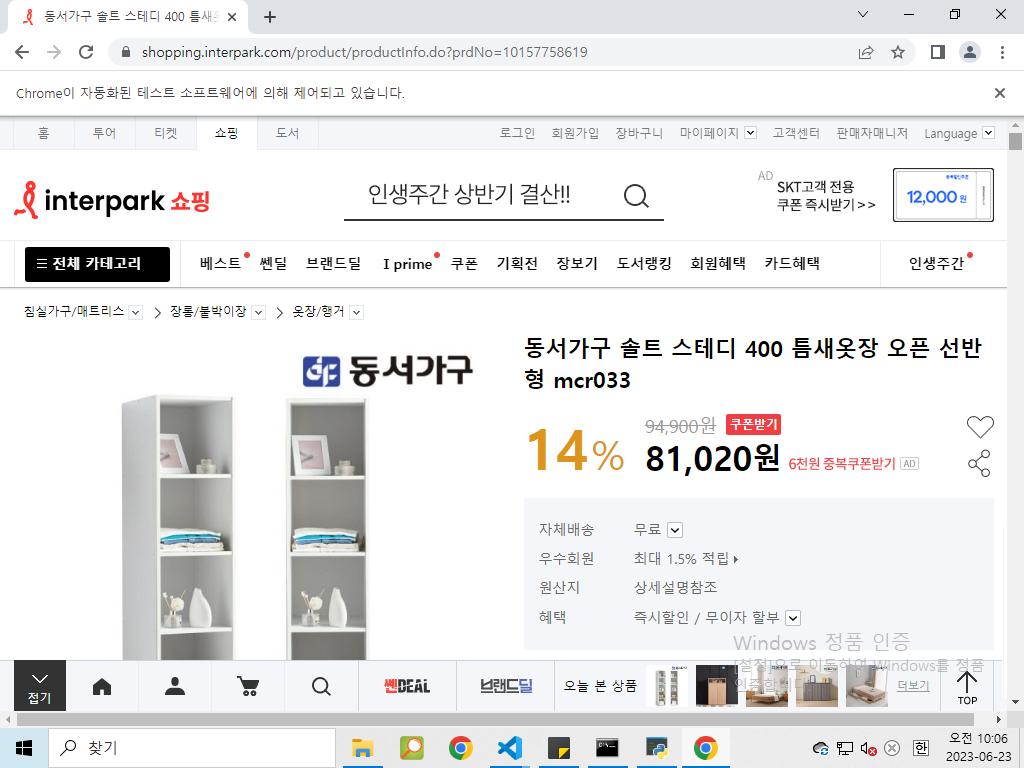 동서가구 솔트 스테디 400 틈새옷
shopping.interpark.com/product/productInfo.do?prdNo=10157758619
Chrome이 자동화된 테스트 소프트웨어에 의해 제어되고 있습니다.
홈 투어 티켓 쇼핑 도서 로그인 회원가입 장바구니 마이페이지 고객센터 판매자매니저 Language
interpark 쇼핑
인생주간 상반기 결산!!
AD SKT고객 전용
쿠폰 즉시받기 > >
12,000원
전체 카테고리 베스트 쎈딜 브랜드딜 I prime 쿠폰 기획전 장보기 도서랭킹 회원혜택 카드혜택 인생주간
침실가구/매트리스 장롱/붙박이장 옷장/행거
동서가구
동서가구 솔트 스테디 400 틈새옷장 오픈 선반
형 mcr033
14%
94,900원 쿠폰받기
81,020원 6천원 중복쿠폰받기 AD
자체배송 무료
우수회원 최대 1.5% 적립
원산지 상세설명참조
혜택 즉시할인 / 무이자 할부
Windows 정품 인증
[설정]으로 이동하여 Windows를 정품
인증합니다.
접기
쎈DEAL
브랜드딜
오늘 본 상품
더보기
TOP
찾기
한
오전 10:06
2023-06-23